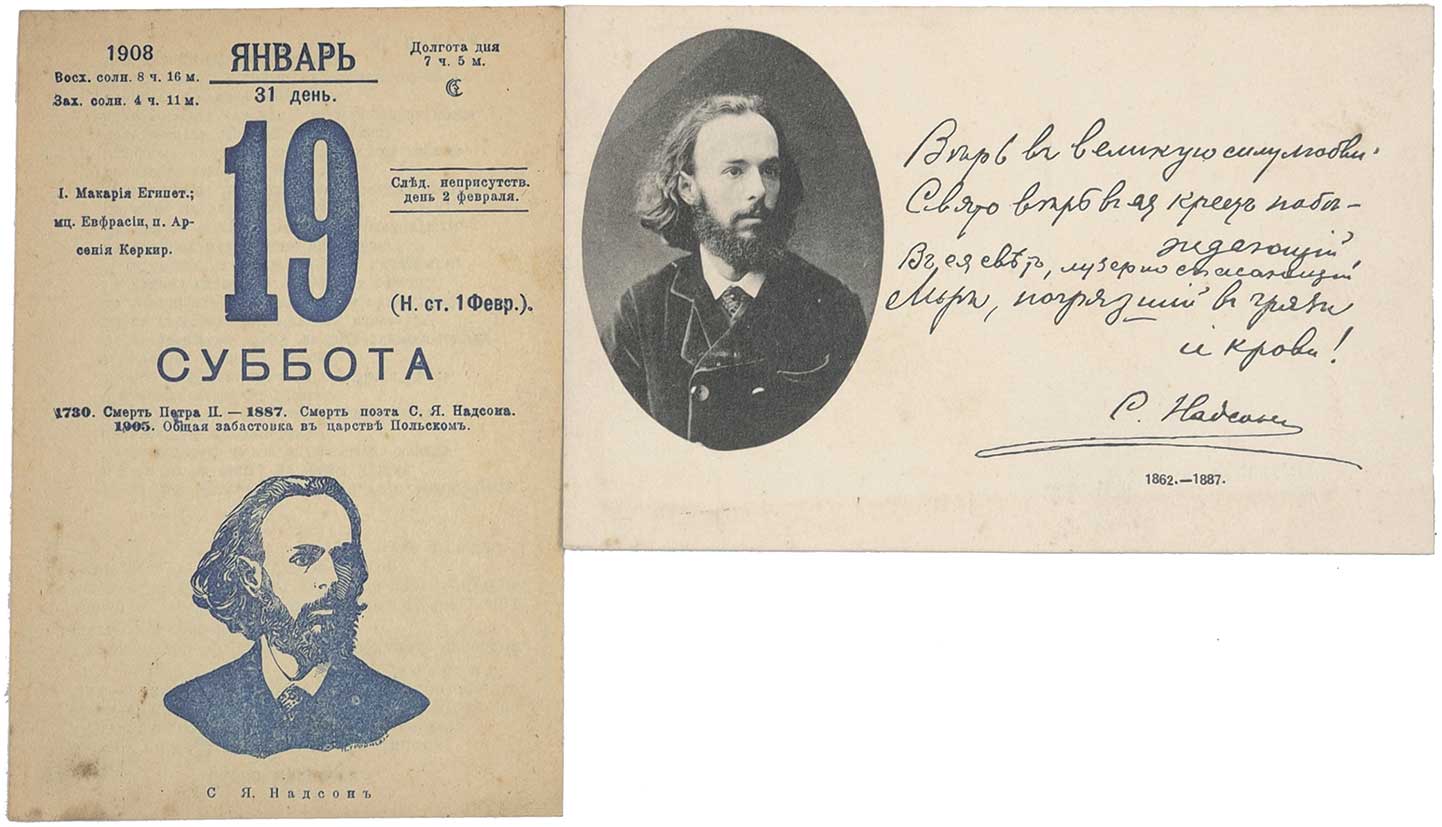 1908
Восх. солн. 8 ч. 16 м.
Зах. солн. 4 ч. 11 м.
ЯНВАРЬ
31 день.
Долгота дня
7 ч. 5 м.
19
І. Макарія Египет.;
мц. Евфрасіи, п. Ар-
сенія Керкир.
Слѣд. неприсутств.
день 2 февраля.
(Н. ст. 1 Февр.).
СУББОТА
1730. Смерть Петра II. — 1887. Смерть поэта С. Я. Надсона.
1905. Общая забастовка въ царствѣ Польскомъ.
С Я. Надсонъ
Вѣрь въ великую силу любви.
Свято вѣрь въ ея крестъ побѣ-
ждающій
Въ ея свѣтъ, лучезарно спасающій
Міръ, погрязшій въ грязи
и крови!
С. Надсонъ
1862.—1887.